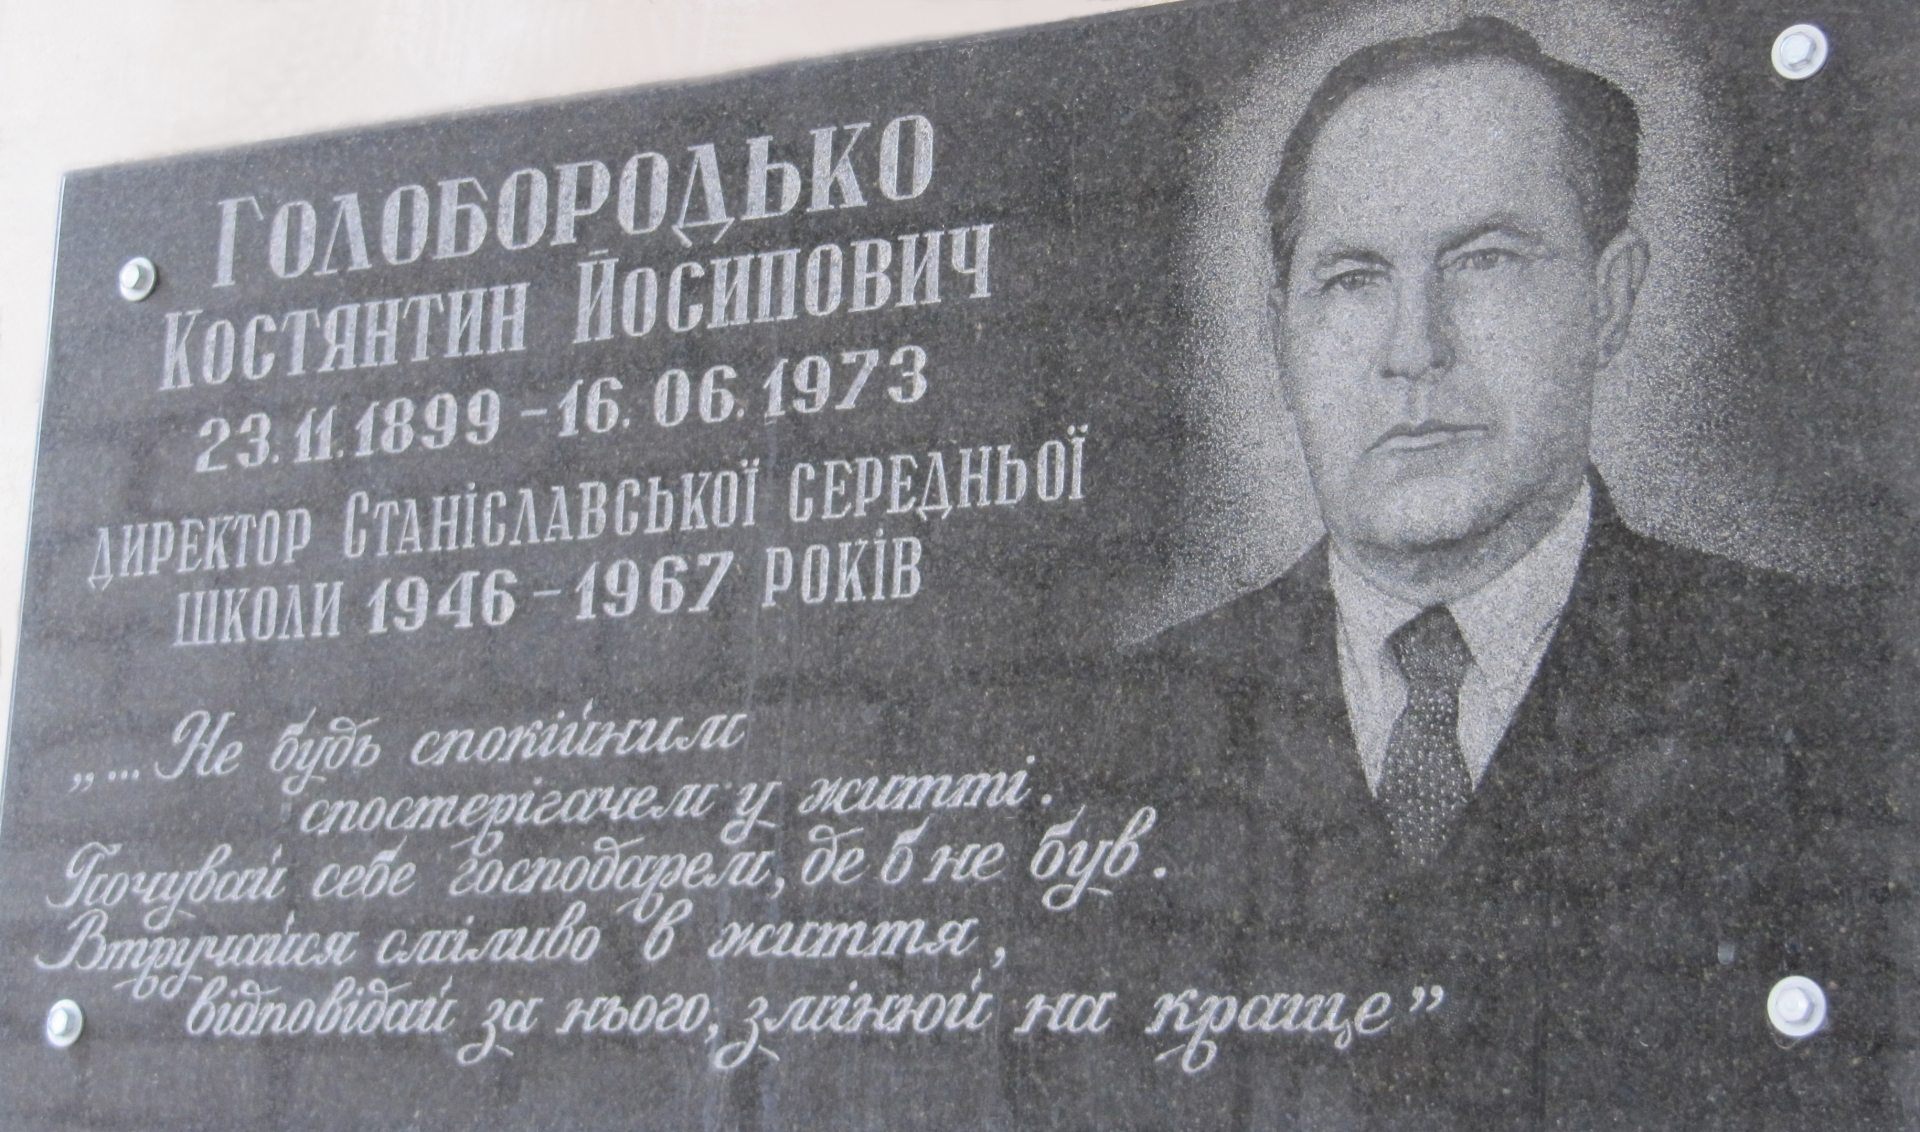 Голобородько
Костянтин Йосипович
23.11.1899 – 16.06.1973
директор Станіславської середньої
школи 1946 – 1967 років
„...Не будь спокійним
спостерігачем у житті.
Почувай себе господарем, де б не був.
Втручайся сміливо в життя,
відповідай за нього, змінюй на краще”